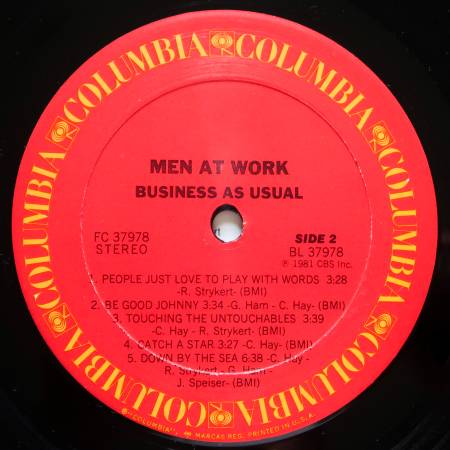 COLUMBIA COLUMBIA COLUMBIA COLUMBIA COLUMBIA COLUMBIA
MEN AT WORK
BUSINESS AS USUAL
FC 37978
STEREO
SIDE 2
BL 37978
℗ 1981 CBS Inc.
1. PEOPLE JUST LOVE TO PLAY WITH WORDS 3:28
-R. Strykert- (BMI)
2. BE GOOD JOHNNY 3:34 -G. Ham - C. Hay- (BMI)
3. TOUCHING THE UNTOUCHABLES 3:39
-C. Hay - R. Strykert- (BMI)
4. CATCH A STAR 3:27 -C. Hay- (BMI)
5. DOWN BY THE SEA 6:38 -C. Hay -
R. Strykert - G. Ham -
J. Speiser- (BMI)
"COLUMBIA", MARCAS REG. PRINTED IN U.S.A.